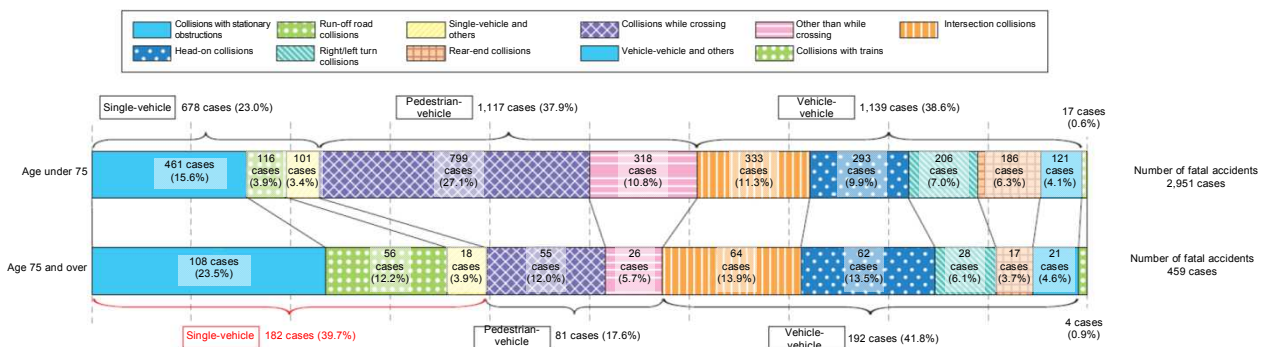 Collisions with stationary
obstructions
Run-off road
collisions
Single-vehicle and
others
Collisions while crossing
Other than while
crossing
Intersection collisions
Head-on collisions
Right/left turn
collisions
Rear-end collisions
Vehicle-vehicle and others
Collisions with trains
Single-vehicle 678 cases (23.0%)
Pedestrian-
vehicle 1,117 cases (37.9%)
Vehicle-
vehicle 1,139 cases (38.6%)
17 cases
(0.6%)
Age under 75
461 cases
(15.6%)
116
cases
(3.9%)
101
cases
(3.4%)
799
cases
(27.1%)
318
cases
(10.8%)
333
cases
(11.3%)
293
cases
(9.9%)
206
cases
(7.0%)
186
cases
(6.3%)
121
cases
(4.1%)
Number of fatal accidents
2,951 cases
Age 75 and over
108 cases
(23.5%)
56
cases
(12.2%)
18
cases
(3.9%)
55
cases
(12.0%)
26
cases
(5.7%)
64
cases
(13.9%)
62
cases
(13.5%)
28
cases
(6.1%)
17
cases
(3.7%)
21
cases
(4.6%)
Number of fatal accidents
459 cases
Single-vehicle 182 cases (39.7%)
Pedestrian-
vehicle 81 cases (17.6%)
Vehicle-
vehicle 192 cases (41.8%)
4 cases
(0.9%)